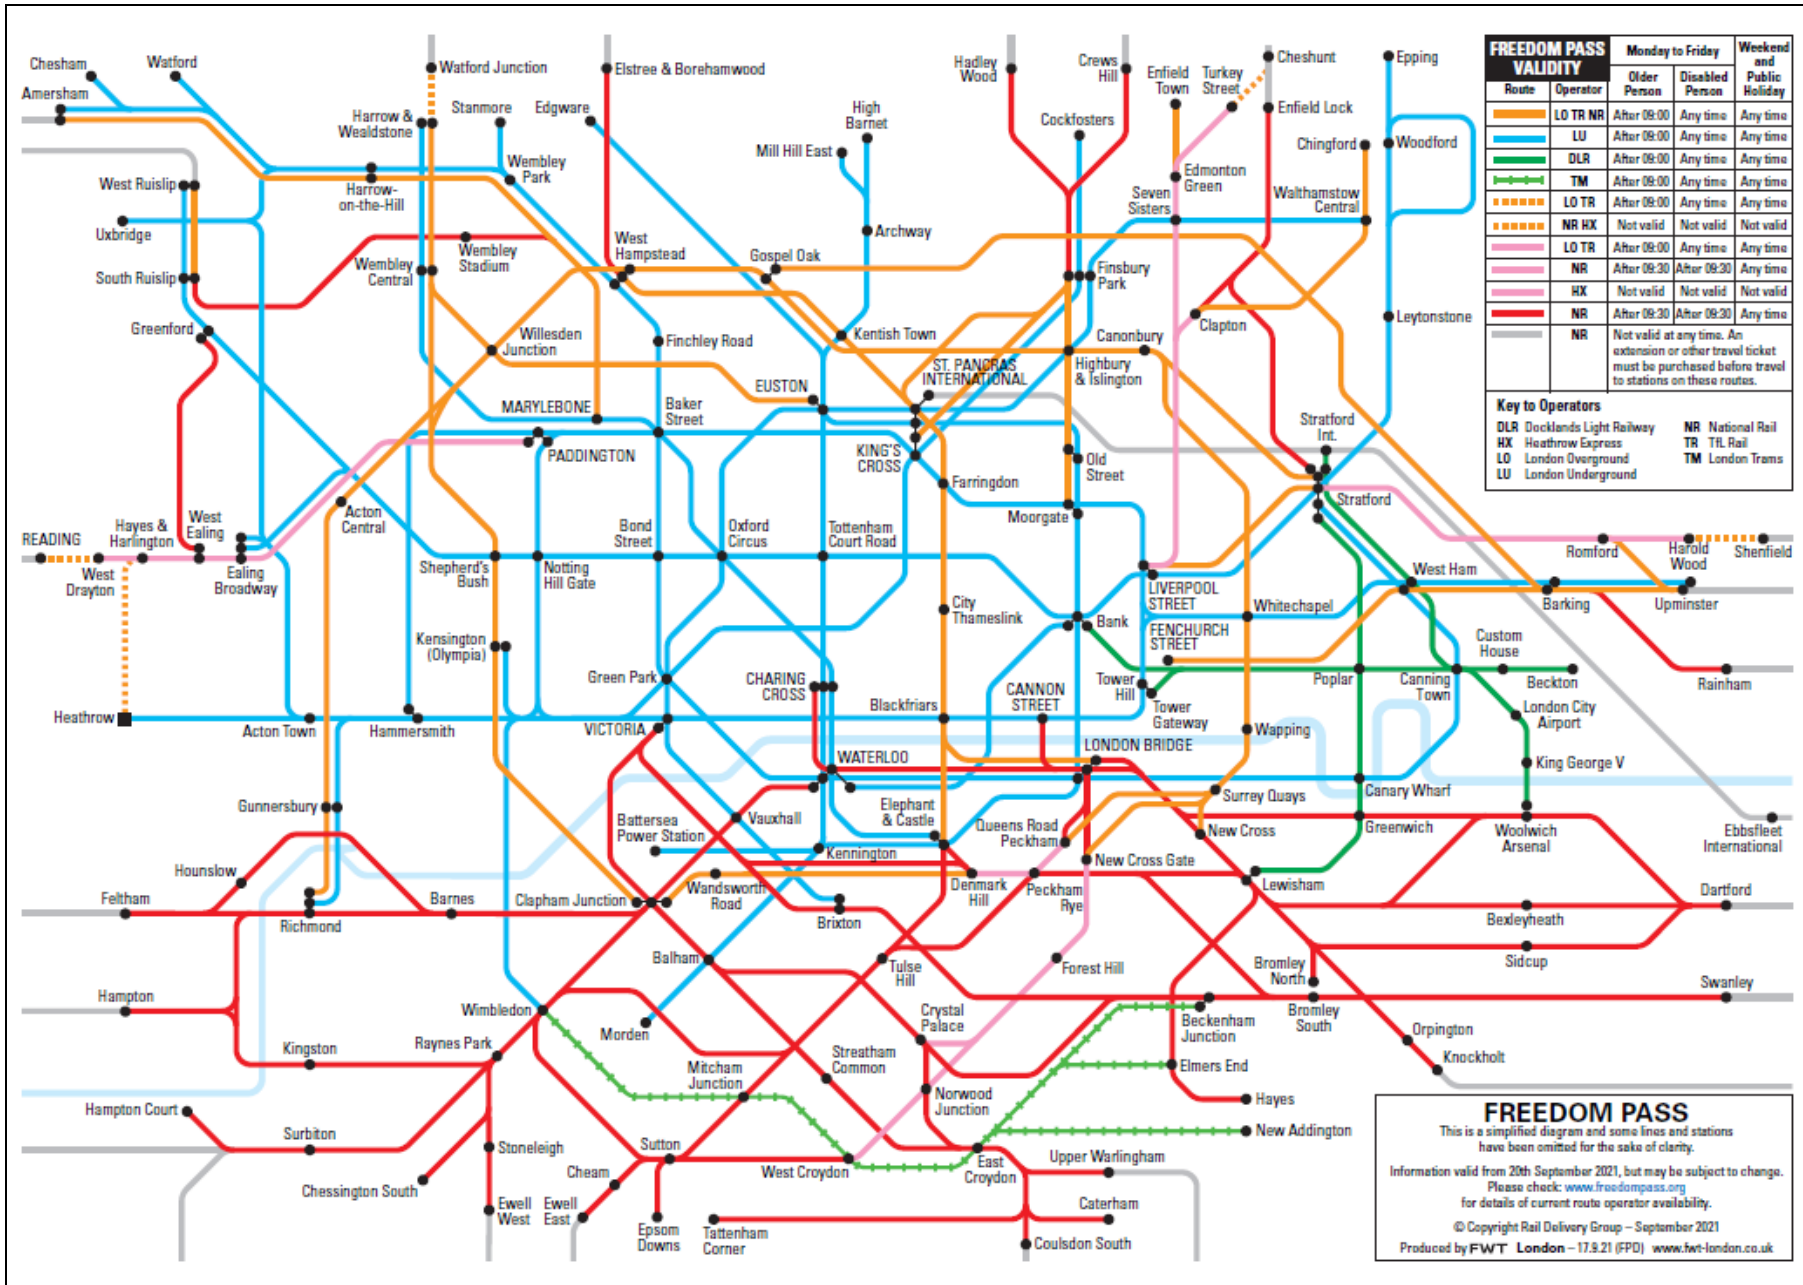 Chesham
Watford
Amersham
Watford Junction
Elstree & Borehamwood
Harrow &
Wealdstone
Stanmore
Edgware
High
Barnet
Mill Hill East
Hadley
Wood
Crews
Hill
Cockfosters
Enfield
Town
Turkey
Street
Cheshunt
Enfield Lock
Epping
Chingford
Woodford
West Ruislip
Harrow-
on-the-Hill
Wembley
Park
Edmonton
Green
Seven
Sisters
Walthamstow
Central
Uxbridge
Wembley
Stadium
West
Hampstead
Archway
Gospel Oak
Finsbury
Park
South Ruislip
Wembley
Central
Greenford
Willesden
Junction
Finchley Road
Kentish Town
Canonbury
Clapton
Leytonstone
ST. PANCRAS
INTERNATIONAL
Highbury
& Islington
EUSTON
MARYLEBONE
Baker
Street
PADDINGTON
KING'S
CROSS
Old
Street
Stratford
Int.
Farringdon
Stratford
Moorgate
Acton
Central
READING
Hayes &
Harlington
West
Ealing
West
Drayton
Ealing
Broadway
Shepherd's
Bush
Notting
Hill Gate
Bond
Street
Oxford
Circus
Tottenham
Court Road
Romford
Harold
Wood
Shenfield
City
Thameslink
LIVERPOOL
STREET
Whitechapel
West Ham
Barking
Upminster
Bank
FENCHURCH
STREET
Kensington
(Olympia)
Custom
House
Green Park
CHARING
CROSS
CANNON
STREET
Tower
Hill
Tower
Gateway
Poplar
Canning
Town
Beckton
Rainham
London City
Airport
Heathrow
Acton Town
Hammersmith
VICTORIA
Blackfriars
Wapping
WATERLOO
LONDON BRIDGE
King George V
Gunnersbury
Vauxhall
Battersea
Power Station
Elephant
& Castle
Surrey Quays
Canary Wharf
Queens Road
Peckham
New Cross
Greenwich
Woolwich
Arsenal
Ebbsfleet
International
Kennington
New Cross Gate
Hounslow
Feltham
Barnes
Richmond
Clapham Junction
Wandsworth
Road
Denmark
Hill
Peckham
Rye
Lewisham
Dartford
Bexleyheath
Brixton
Balham
Tulse
Hill
Forest Hill
Bromley
North
Sidcup
Swanley
Hampton
Wimbledon
Morden
Crystal
Palace
Beckenham
Junction
Bromley
South
Orpington
Kingston
Raynes Park
Mitcham
Junction
Streatham
Common
Norwood
Junction
Elmers End
Knockholt
Hayes
Hampton Court
Surbiton
Stoneleigh
Chessington South
Sutton
Cheam
West Croydon
East
Croydon
New Addington
Upper Warlingham
Ewell
West
Ewell
East
Epsom
Downs
Tattenham
Corner
Caterham
Coulsdon South
FREEDOM PASS
VALIDITY
Monday to Friday
Weekend
and
Public
Holiday
Route
Operator
Older
Person
Disabled
Person
LO TR NR After 09:00 Any time Any time
LU After 09:00 Any time Any time
DLR After 09:00 Any time Any time
TM After 09:00 Any time Any time
LO TR After 09:00 Any time Any time
NR HX Not valid Not valid Not valid
LO TR After 09:00 Any time Any time
NR After 09:30 After 09:30 Any time
HX Not valid Not valid Not valid
NR After 09:30 After 09:30 Any time
NR Not valid at any time. An
extension or other travel ticket
must be purchased before travel
to stations on these routes.
Key to Operators
DLR Docklands Light Railway NR National Rail
HX Heathrow Express TR TfL Rail
LO London Overground TM London Trams
LU London Underground
FREEDOM PASS
This is a simplified diagram and some lines and stations
have been omitted for the sake of clarity.
Information valid from 20th September 2021, but may be subject to change.
Please check: www.freedompass.org
for details of current route operator availability.
© Copyright Rail Delivery Group – September 2021
Produced by FWT London – 17.9.21 (FPD) www.fwt-london.co.uk